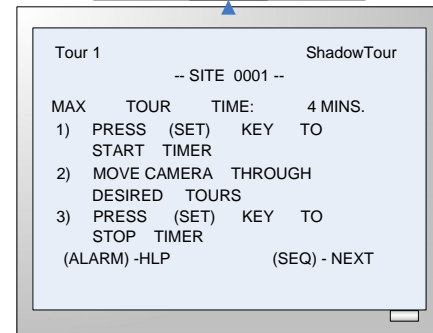 Tour 1 ShadowTour
-- SITE 0001 --
MAX TOUR TIME: 4 MINS.
1) PRESS (SET) KEY TO
START TIMER
2) MOVE CAMERA THROUGH
DESIRED TOURS
3) PRESS (SET) KEY TO
STOP TIMER
(ALARM) -HLP (SEQ) - NEXT